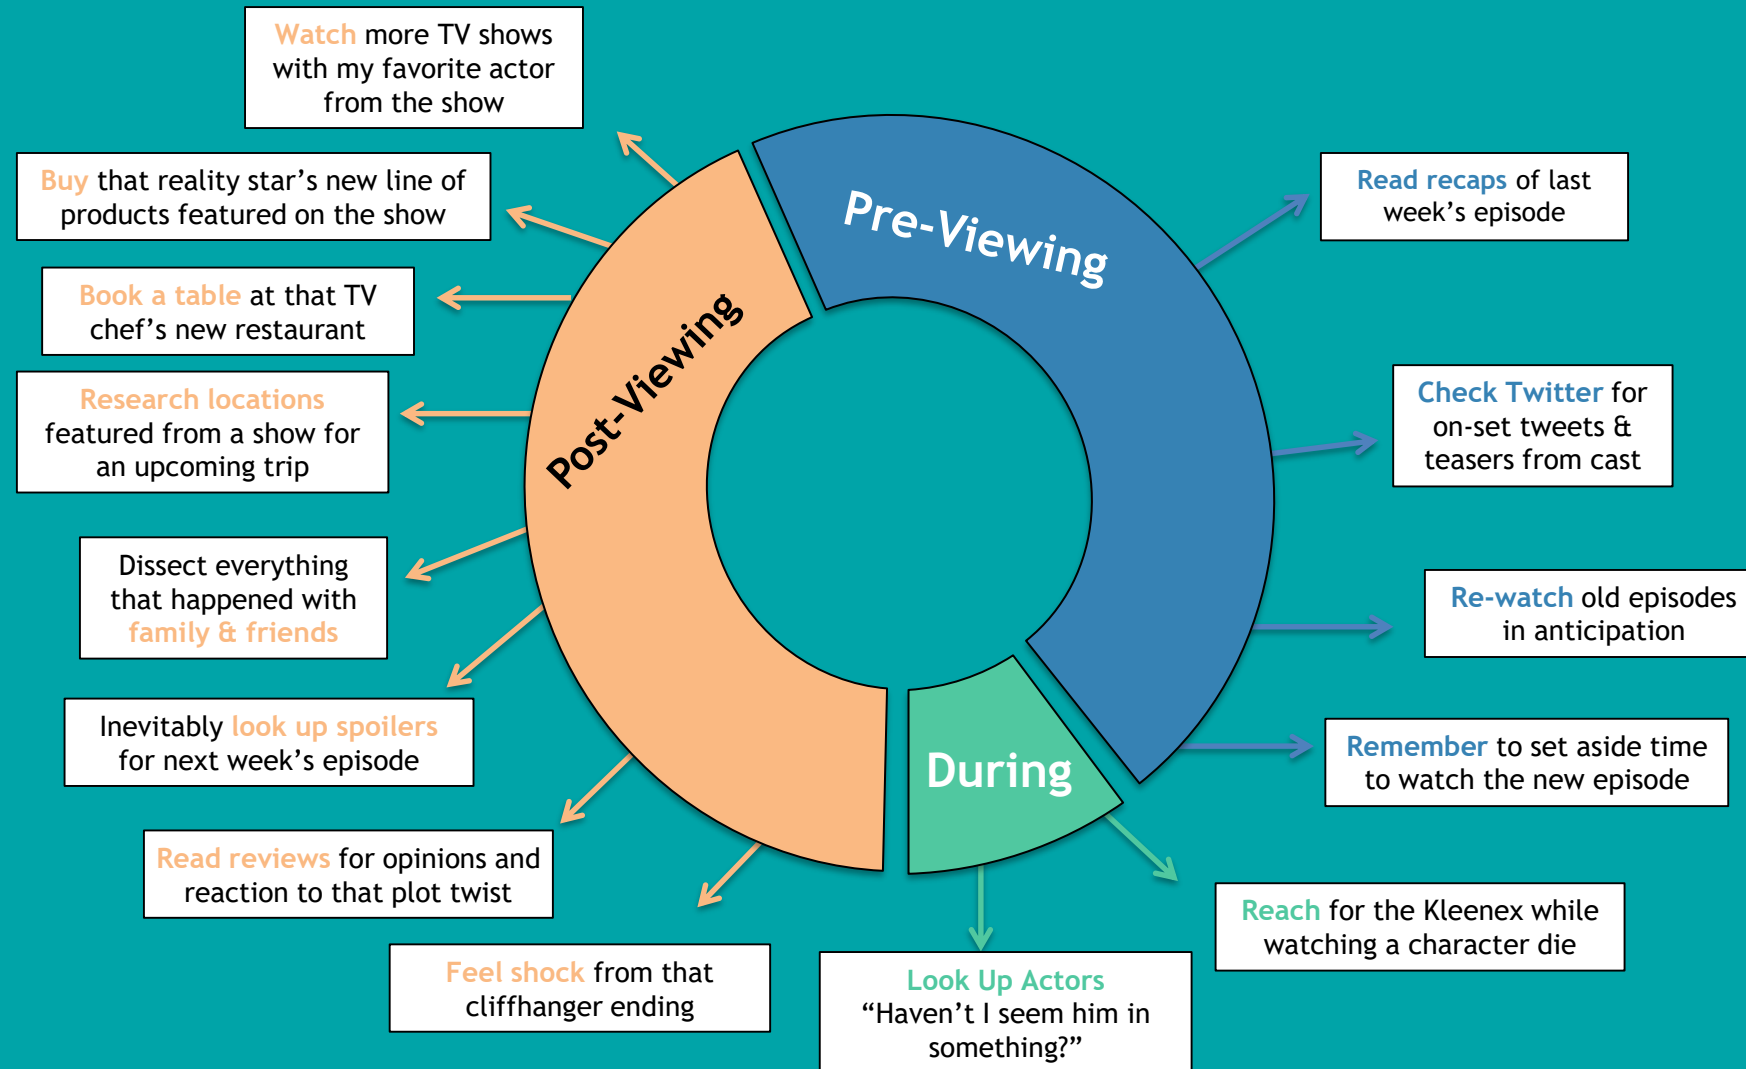 Watch more TV shows
with my favorite actor
from the show
Buy that reality star’s new line of
products featured on the show
Book a table at that TV
chef’s new restaurant
Research locations
featured from a show for
an upcoming trip
Dissect everything
that happened with
family & friends
Inevitably look up spoilers
for next week’s episode
Read reviews for opinions and
reaction to that plot twist
Feel shock from that
cliffhanger ending
Post-Viewing
Pre-Viewing
During
Read recaps of last
week’s episode
Check Twitter for
on-set tweets &
teasers from cast
Re-watch old episodes
in anticipation
Remember to set aside time
to watch the new episode
Reach for the Kleenex while
watching a character die
Look Up Actors
“Haven’t I seem him in
something?”